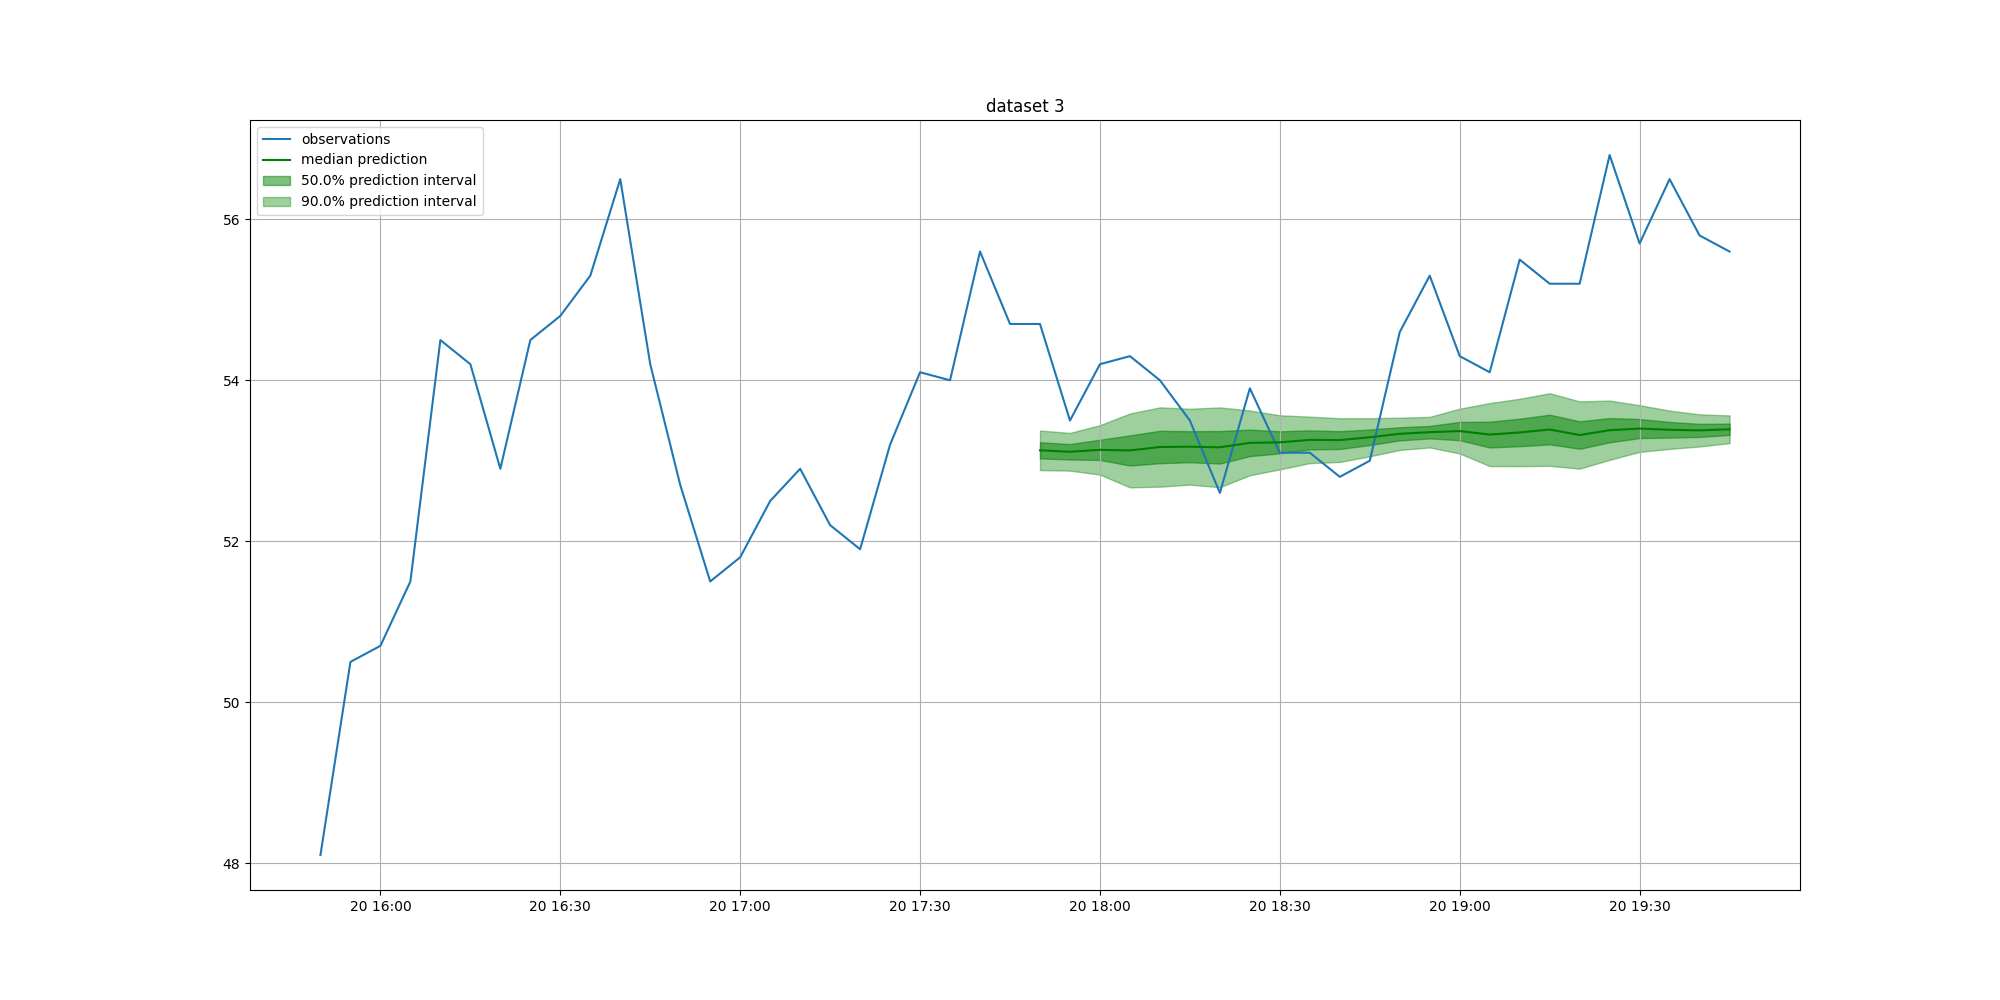 dataset 3
observations
median prediction
50.0% prediction interval
90.0% prediction interval
56
54
52
50
48
20 16:00 20 16:30 20 17:00 20 17:30 20 18:00 20 18:30 20 19:00 20 19:30